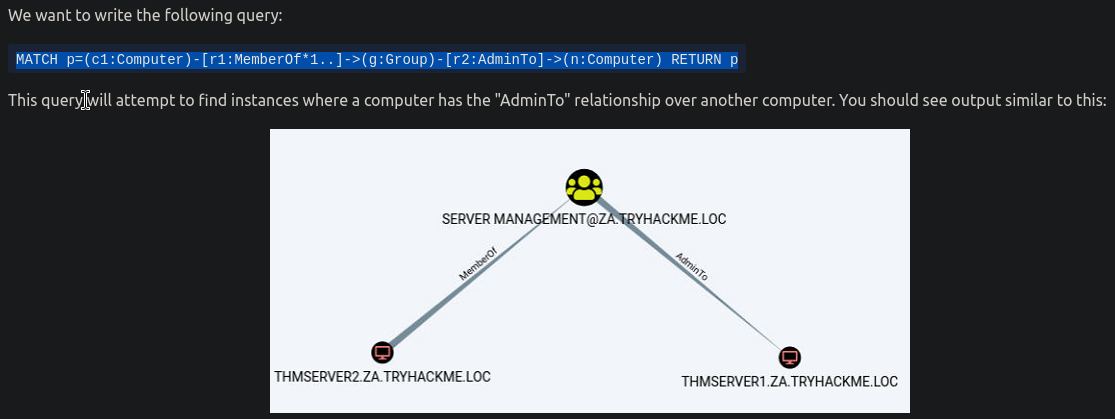 We want to write the following query:
MATCH p=(c1:Computer)-[r1:MemberOf*1..]->(g:Group)-[r2:AdminTo]->(n:Computer) RETURN p
This query will attempt to find instances where a computer has the "AdminTo" relationship over another computer. You should see output similar to this:
SERVER MANAGEMENT@ZA.TRYHACKME.LOC
MemberOf
AdminTo
THMSERVER2.ZA.TRYHACKME.LOC
THMSERVER1.ZA.TRYHACKME.LOC